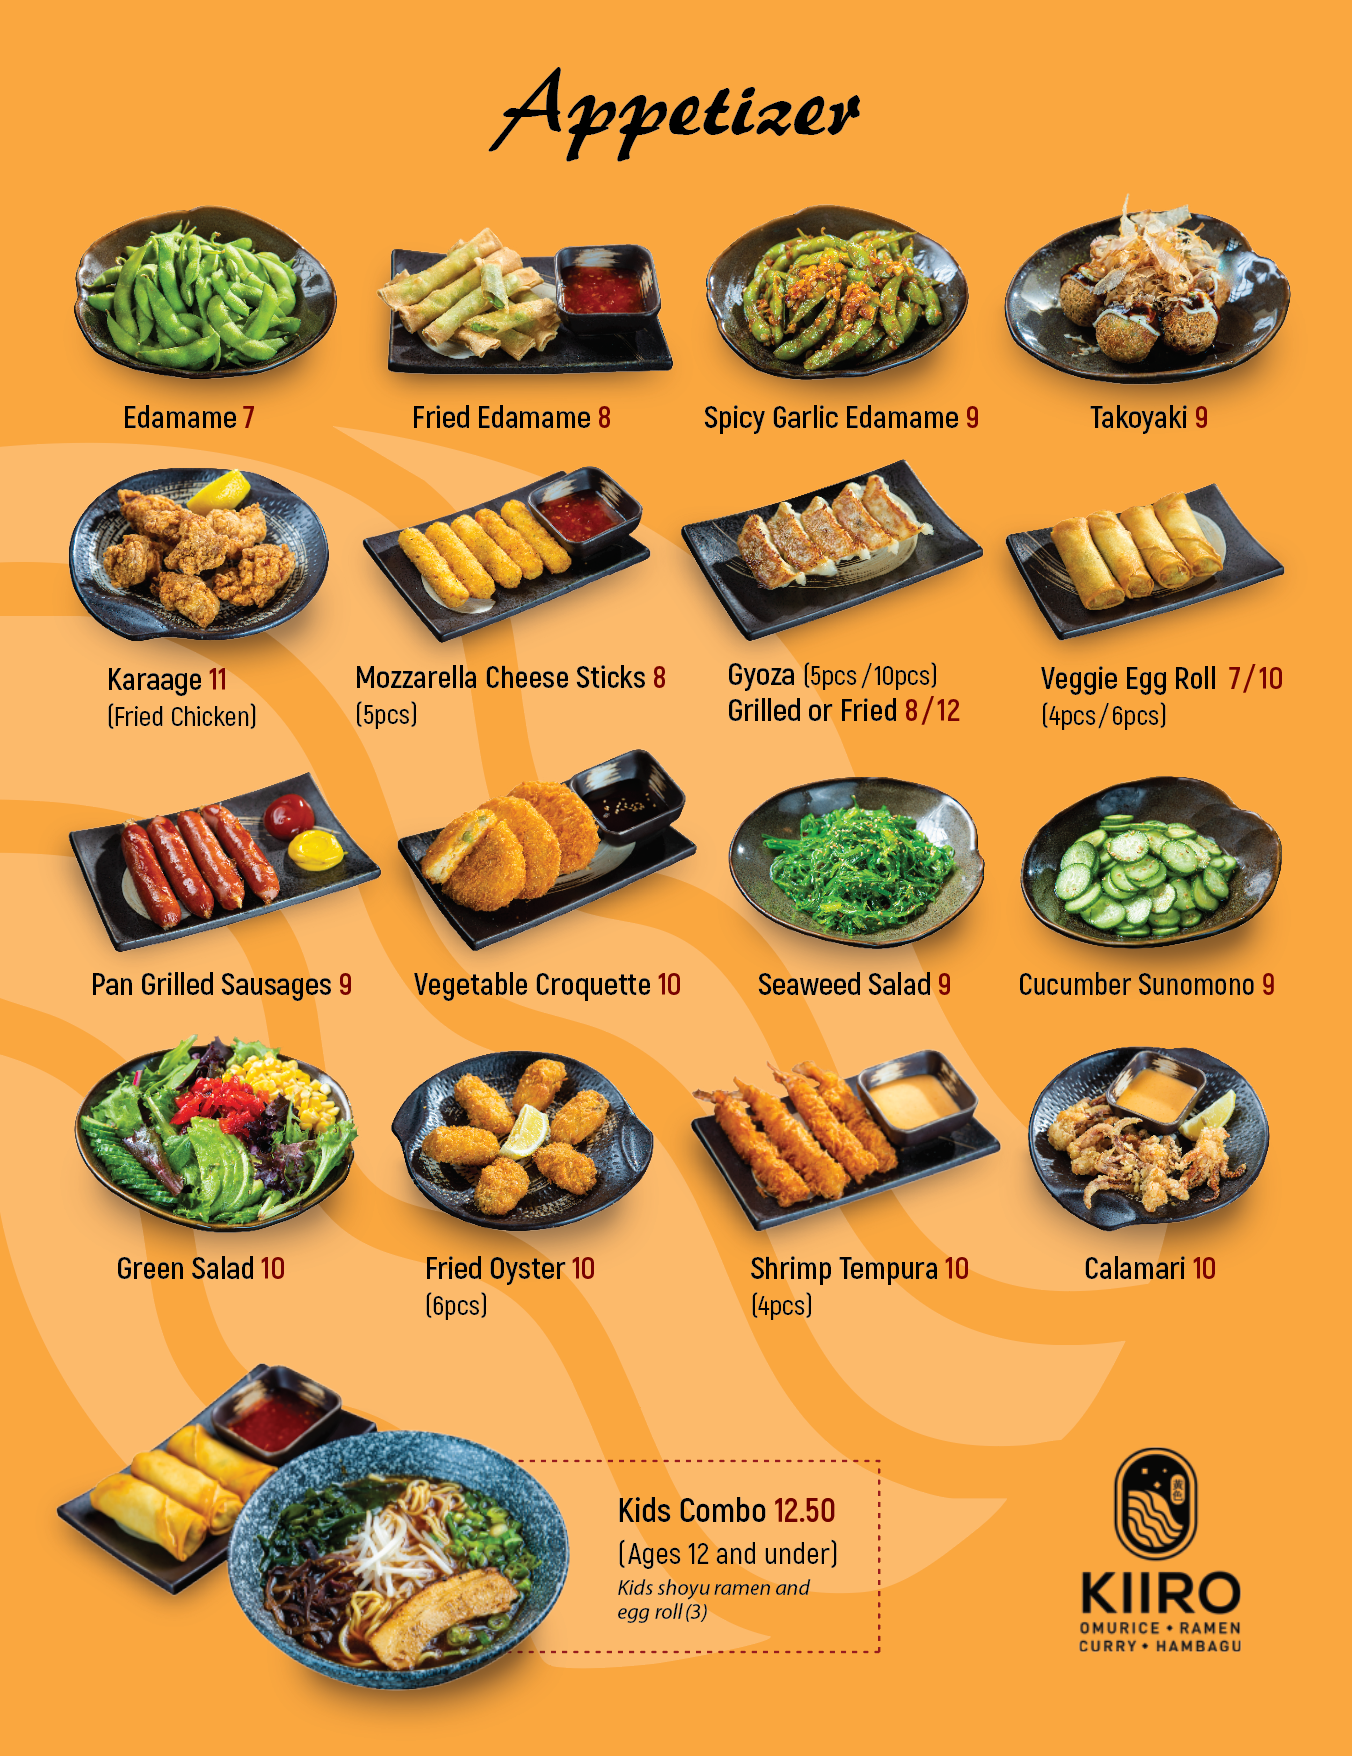 Appetizer
Edamame 7
Fried Edamame 8
Spicy Garlic Edamame 9
Takoyaki 9
Karaage 11
(Fried Chicken)
Mozzarella Cheese Sticks 8
(5pcs)
Gyoza (5pcs/10pcs)
Grilled or Fried 8/12
Veggie Egg Roll 7/10
(4pcs/6pcs)
Pan Grilled Sausages 9
Vegetable Croquette 10
Seaweed Salad 9
Cucumber Sunomono 9
Green Salad 10
Fried Oyster 10
(6pcs)
Shrimp Tempura 10
(4pcs)
Calamari 10
Kids Combo 12.50
(Ages 12 and under)
Kids shoyu ramen and
egg roll (3)
黄色
KIIRO
OMURICE • RAMEN
CURRY • HAMBAGU